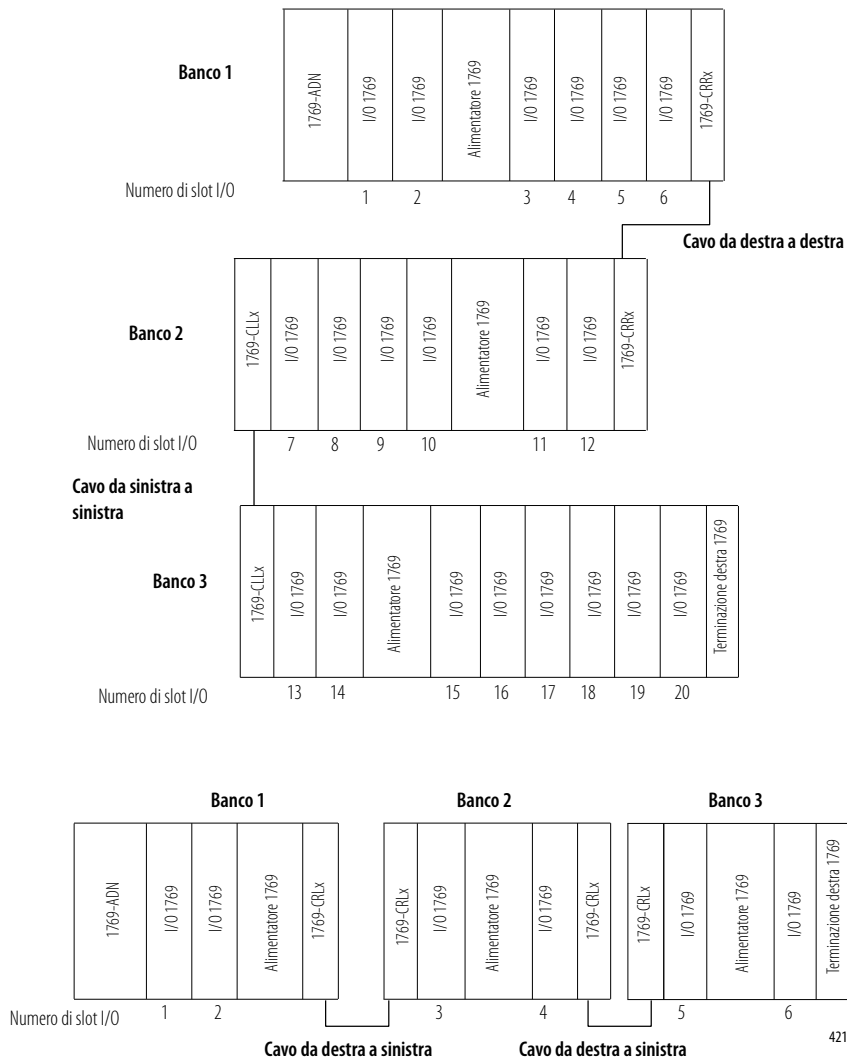 Banco 1
1769-ADN
I/O 1769
I/O 1769
Alimentatore 1769
I/O 1769
I/O 1769
I/O 1769
I/O 1769
1769-CRRx
Numero di slot I/O
1 2 3 4 5 6
Cavo da destra a destra
Banco 2
1769-CLLx
I/O 1769
I/O 1769
I/O 1769
I/O 1769
Alimentatore 1769
I/O 1769
I/O 1769
1769-CRRx
Numero di slot I/O
7 8 9 10 11 12
Cavo da sinistra a
sinistra
Banco 3
1769-CLLx
I/O 1769
I/O 1769
Alimentatore 1769
I/O 1769
I/O 1769
I/O 1769
I/O 1769
I/O 1769
I/O 1769
Terminazione destra 1769
Numero di slot I/O
13 14 15 16 17 18 19 20
Banco 1 Banco 2 Banco 3
1769-ADN
I/O 1769
I/O 1769
Alimentatore 1769
1769-CRLx
1769-CRLx
I/O 1769
Alimentatore 1769
I/O 1769
1769-CRLx
1769-CRLx
I/O 1769
Alimentatore 1769
I/O 1769
Terminazione destra 1769
Numero di slot I/O
1 2 3 4 5 6
Cavo da destra a sinistra Cavo da destra a sinistra
421